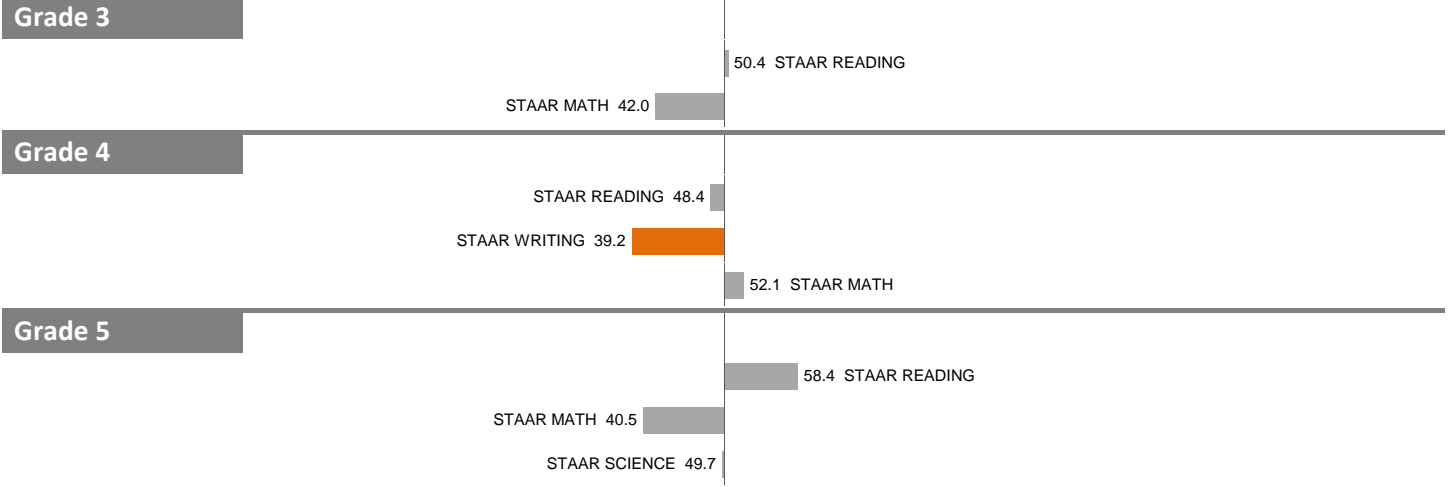 Grade 3
50.4 STAAR READING
STAAR MATH 42.0
Grade 4
STAAR READING 48.4
STAAR WRITING 39.2
52.1 STAAR MATH
Grade 5
58.4 STAAR READING
STAAR MATH 40.5
STAAR SCIENCE 49.7